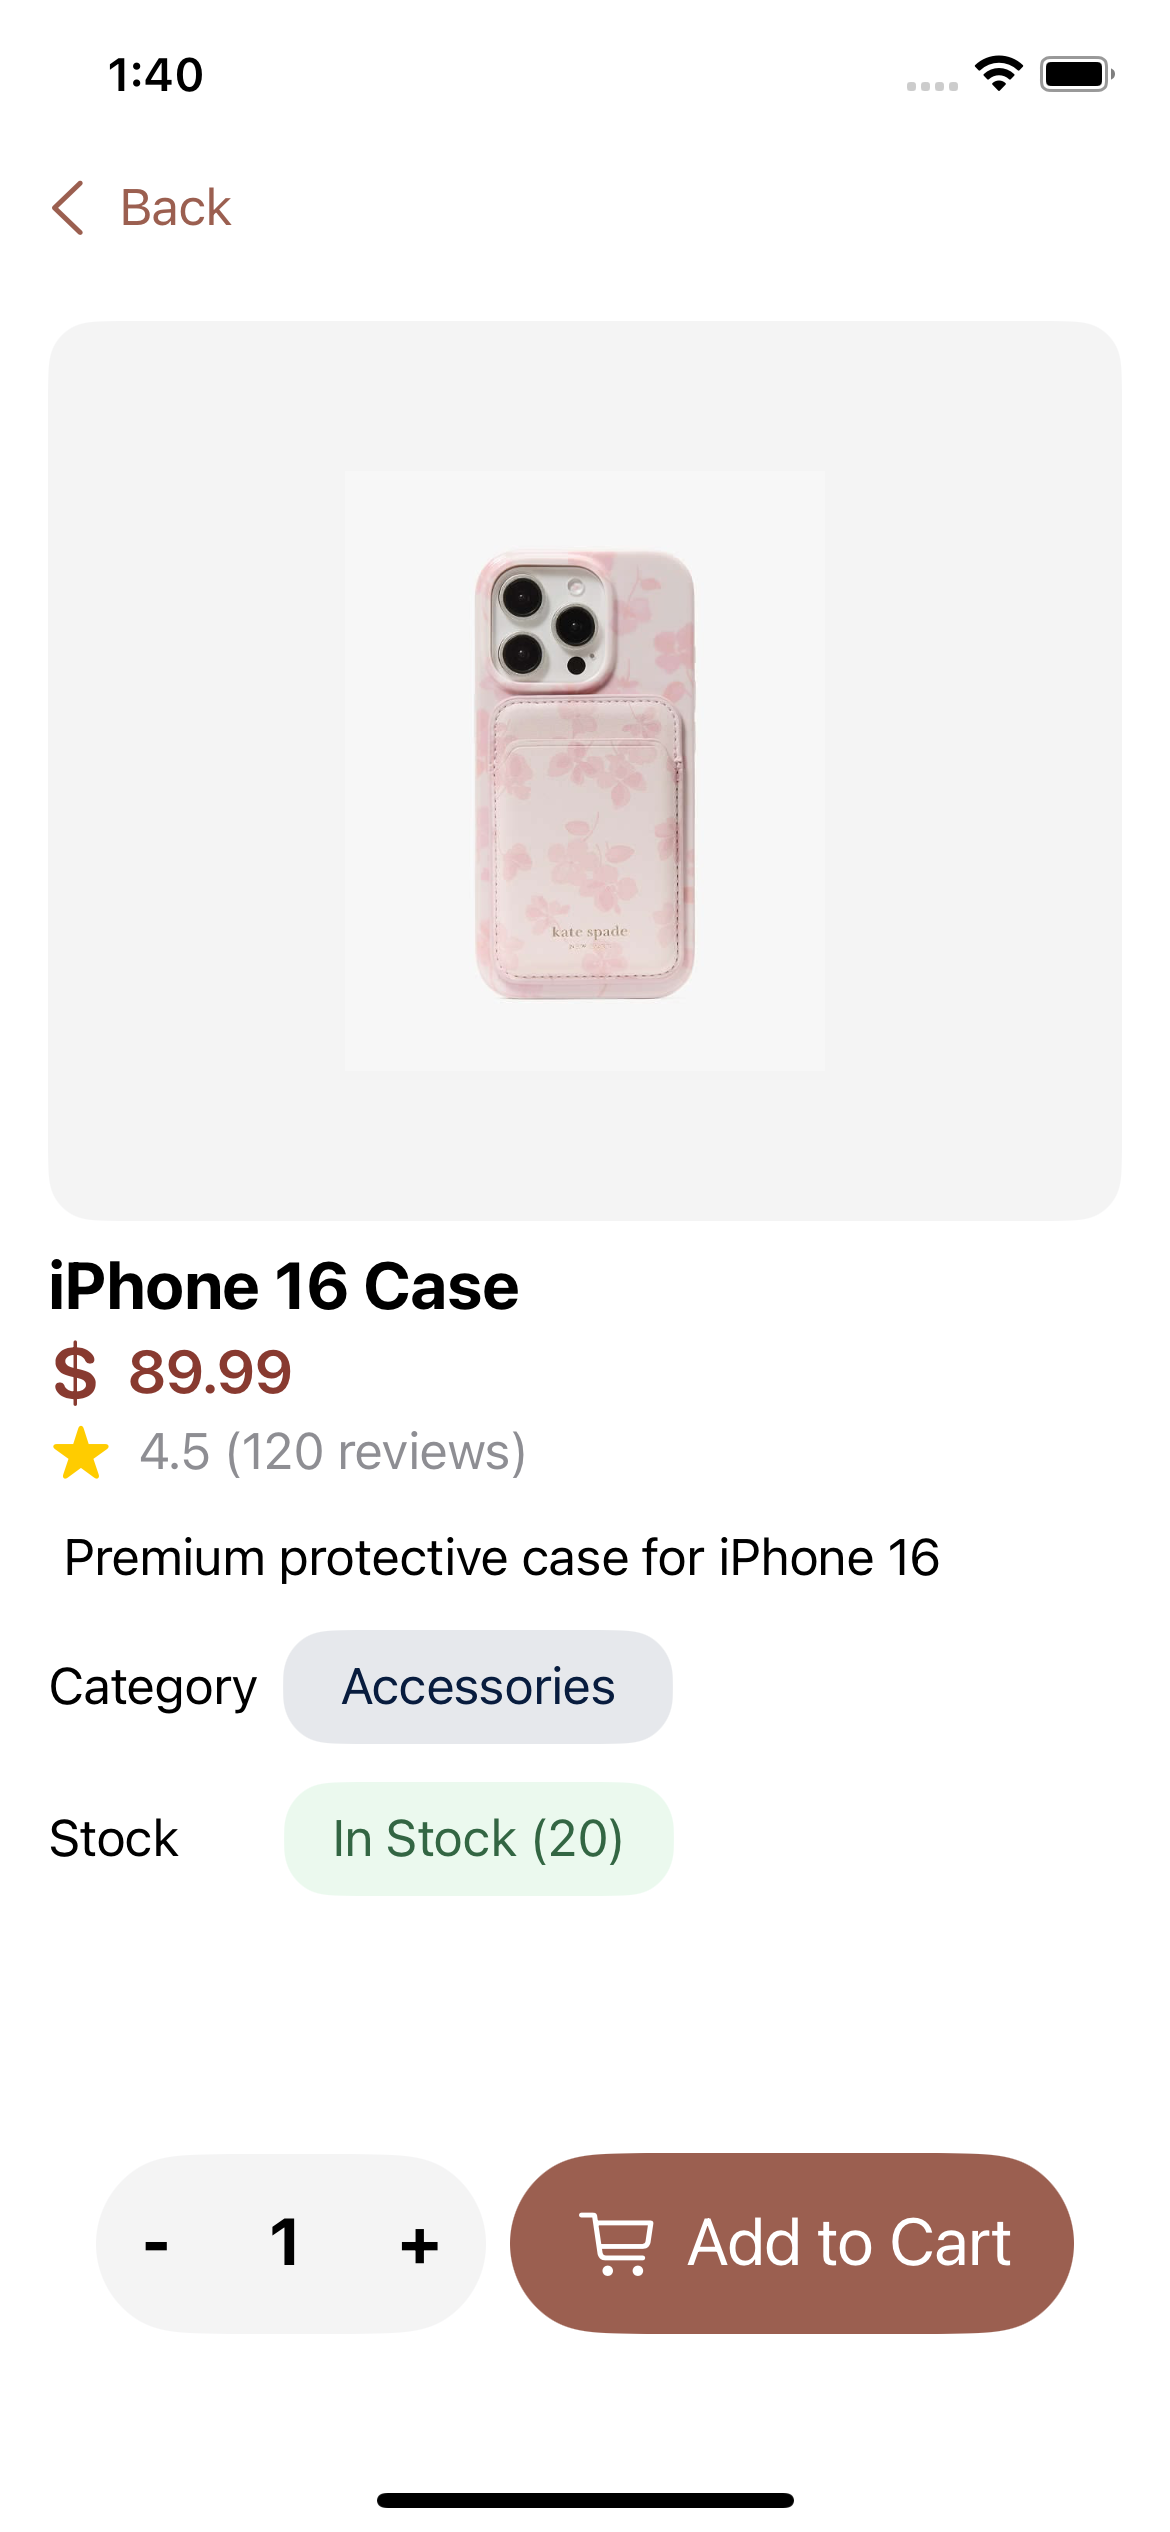 1:40
Back
kate spade
iPhone 16 Case
$ 89.99
4.5 (120 reviews)
Premium protective case for iPhone 16
Category Accessories
Stock In Stock (20)
- 1 + Add to Cart